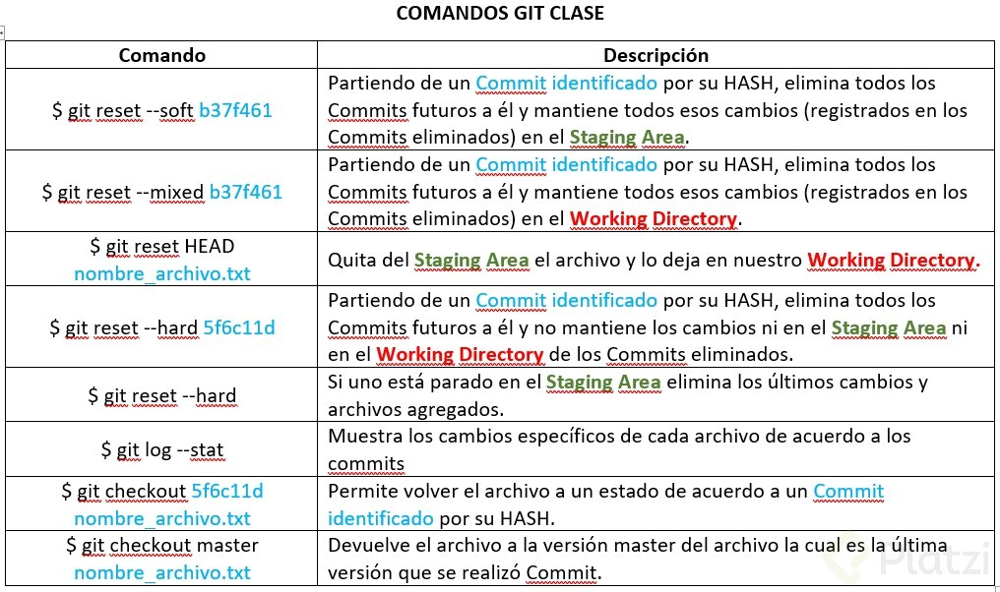 COMANDOS GIT CLASE
Comando
Descripción
$ git reset --soft b37f461
Partiendo de un Commit identificado por su HASH, elimina todos los
Commits futuros a él y mantiene todos esos cambios (registrados en los
Commits eliminados) en el Staging Area.
$ git reset --mixed b37f461
Partiendo de un Commit identificado por su HASH, elimina todos los
Commits futuros a él y mantiene todos esos cambios (registrados en los
Commits eliminados) en el Working Directory.
$ git reset HEAD
nombre_archivo.txt
Quita del Staging Area el archivo y lo deja en nuestro Working Directory.
$ git reset --hard 5f6c11d
Partiendo de un Commit identificado por su HASH, elimina todos los
Commits futuros a él y no mantiene los cambios ni en el Staging Area ni
en el Working Directory de los Commits eliminados.
$ git reset --hard
Si uno está parado en el Staging Area elimina los últimos cambios y
archivos agregados.
$ git log --stat
Muestra los cambios específicos de cada archivo de acuerdo a los
commits
$ git checkout 5f6c11d
nombre_archivo.txt
Permite volver el archivo a un estado de acuerdo a un Commit
identificado por su HASH.
$ git checkout master
nombre_archivo.txt
Devuelve el archivo a la versión master del archivo la cual es la última
versión que se realizó Commit.
Platzi